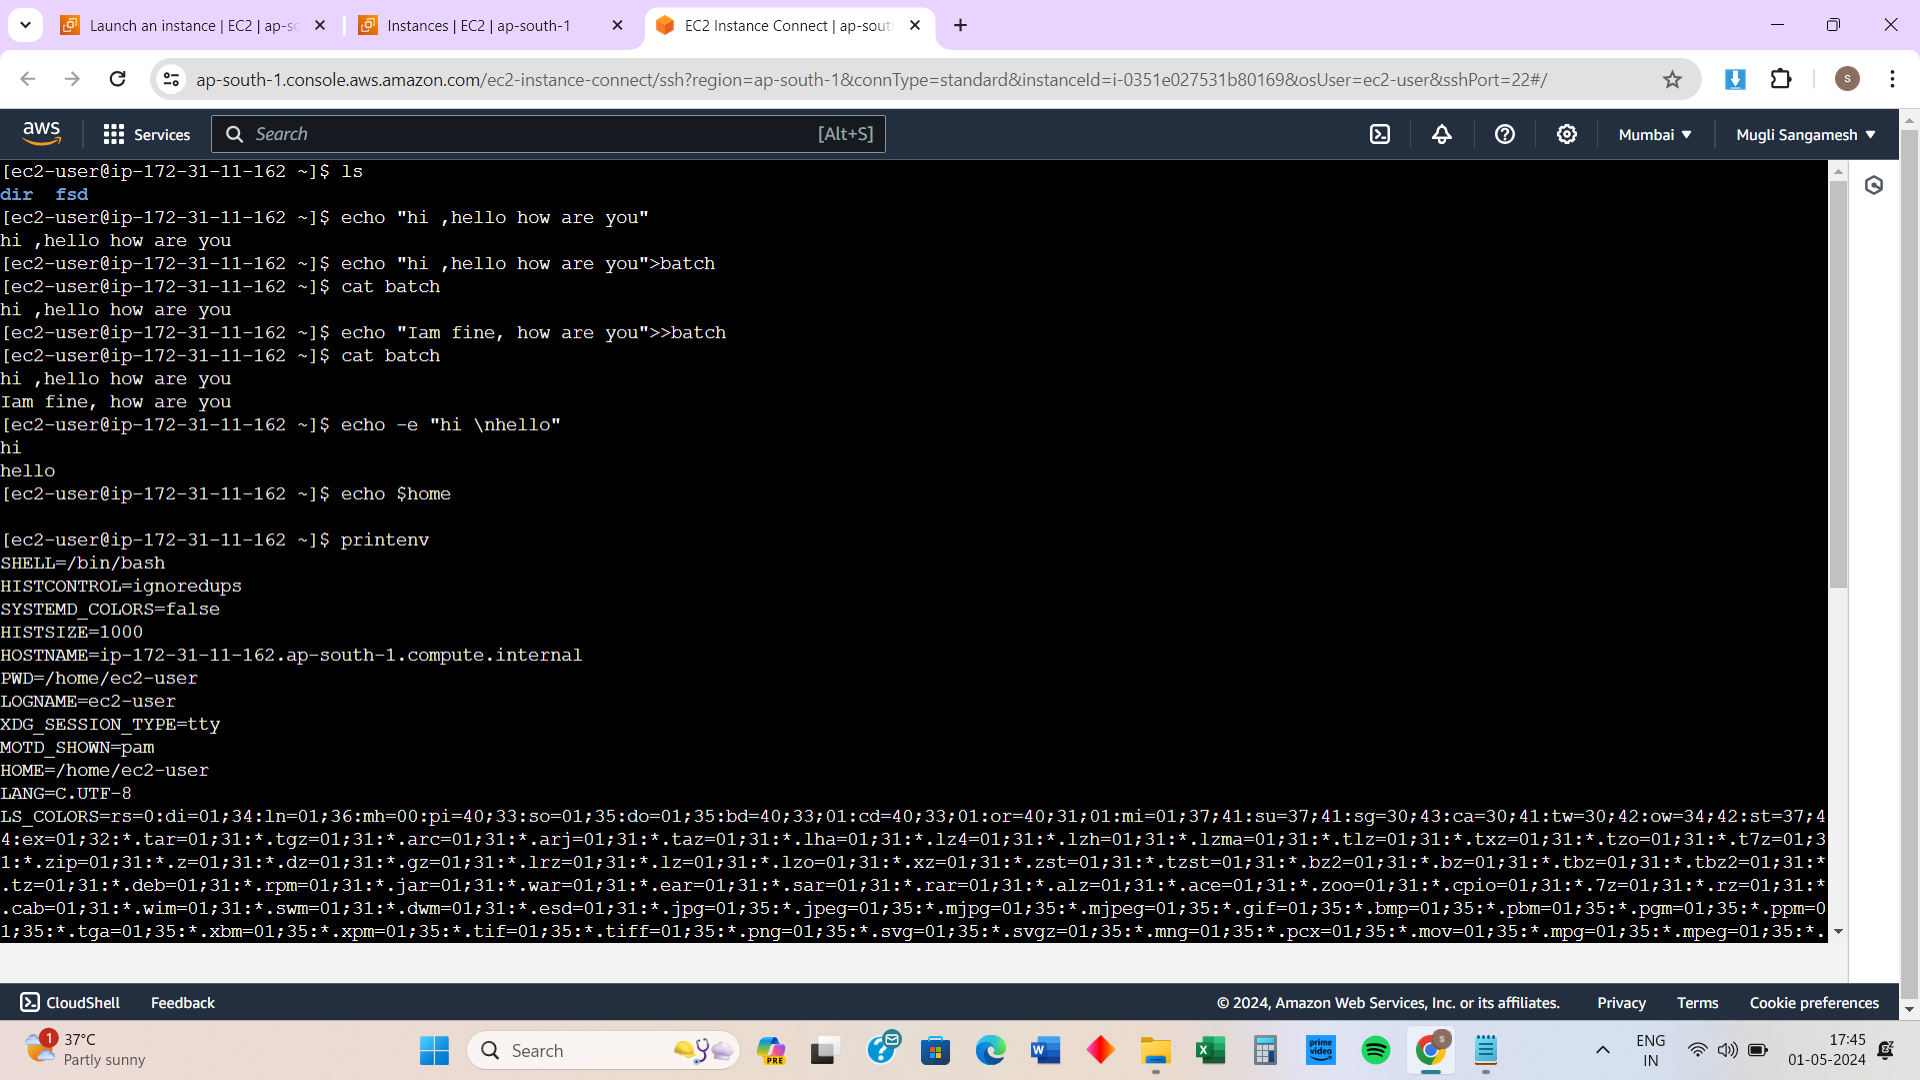 Launch an instance | EC2 | ap-so
Instances | EC2 | ap-south-1
EC2 Instance Connect | ap-sout
ap-south-1.console.aws.amazon.com/ec2-instance-connect/ssh?region=ap-south-1&connType=standard&instanceId=i-0351e027531b80169&osUser=ec2-user&sshPort=22#/
S
aws
Services
Search
[Alt+S]
Mumbai
Mugli Sangamesh
[ec2-user@ip-172-31-11-162 ~]$ ls
dir  fsd
[ec2-user@ip-172-31-11-162 ~]$ echo "hi ,hello how are you"
hi ,hello how are you
[ec2-user@ip-172-31-11-162 ~]$ echo "hi ,hello how are you">batch
[ec2-user@ip-172-31-11-162 ~]$ cat batch
hi ,hello how are you
[ec2-user@ip-172-31-11-162 ~]$ echo "Iam fine, how are you">>batch
[ec2-user@ip-172-31-11-162 ~]$ cat batch
hi ,hello how are you
Iam fine, how are you
[ec2-user@ip-172-31-11-162 ~]$ echo -e "hi \nhello"
hi
hello
[ec2-user@ip-172-31-11-162 ~]$ echo $home
[ec2-user@ip-172-31-11-162 ~]$ printenv
SHELL=/bin/bash
HISTCONTROL=ignoredups
SYSTEMD_COLORS=false
HISTSIZE=1000
HOSTNAME=ip-172-31-11-162.ap-south-1.compute.internal
PWD=/home/ec2-user
LOGNAME=ec2-user
XDG_SESSION_TYPE=tty
MOTD_SHOWN=pam
HOME=/home/ec2-user
LANG=C.UTF-8
LS_COLORS=rs=0:di=01;34:ln=01;36:mh=00:pi=40;33:so=01;35:do=01;35:bd=40;33;01:cd=40;33;01:or=40;31;01:mi=01;37;41:su=37;41:sg=30;43:ca=30;41:tw=30;42:ow=34;42:st=37;4
4:ex=01;32:*.tar=01;31:*.tgz=01;31:*.arc=01;31:*.arj=01;31:*.taz=01;31:*.lha=01;31:*.lz4=01;31:*.lzh=01;31:*.lzma=01;31:*.tlz=01;31:*.txz=01;31:*.tzo=01;31:*.t7z=01;3
1:*.zip=01;31:*.z=01;31:*.dz=01;31:*.gz=01;31:*.lrz=01;31:*.lz=01;31:*.lzo=01;31:*.xz=01;31:*.zst=01;31:*.tzst=01;31:*.bz2=01;31:*.bz=01;31:*.tbz=01;31:*.tbz2=01;31:*
.tz=01;31:*.deb=01;31:*.rpm=01;31:*.jar=01;31:*.war=01;31:*.ear=01;31:*.sar=01;31:*.rar=01;31:*.alz=01;31:*.ace=01;31:*.zoo=01;31:*.cpio=01;31:*.7z=01;31:*.rz=01;31:*
.cab=01;31:*.wim=01;31:*.swm=01;31:*.dwm=01;31:*.esd=01;31:*.jpg=01;35:*.jpeg=01;35:*.mjpg=01;35:*.mjpeg=01;35:*.gif=01;35:*.bmp=01;35:*.pbm=01;35:*.pgm=01;35:*.ppm=0
1;35:*.tga=01;35:*.xbm=01;35:*.xpm=01;35:*.tif=01;35:*.tiff=01;35:*.png=01;35:*.svg=01;35:*.svgz=01;35:*.mng=01;35:*.pcx=01;35:*.mov=01;35:*.mpg=01;35:*.mpeg=01;35:*.
CloudShell
Feedback
© 2024, Amazon Web Services, Inc. or its affiliates.
Privacy
Terms
Cookie preferences
1
37°C
Partly sunny
Search
PRE
prime video
S
ENG
IN
17:45
01-05-2024